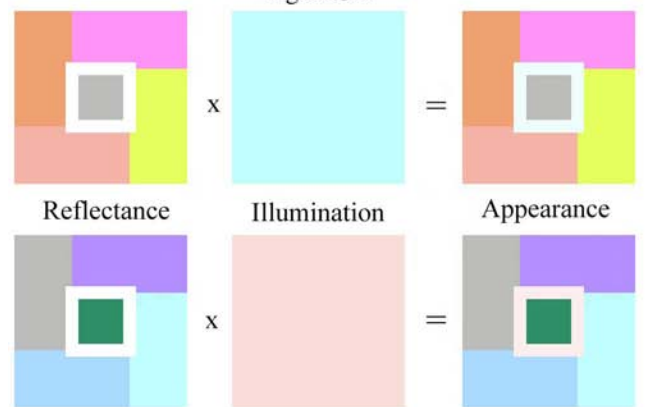 x
=
Reflectance Illumination Appearance
x
=